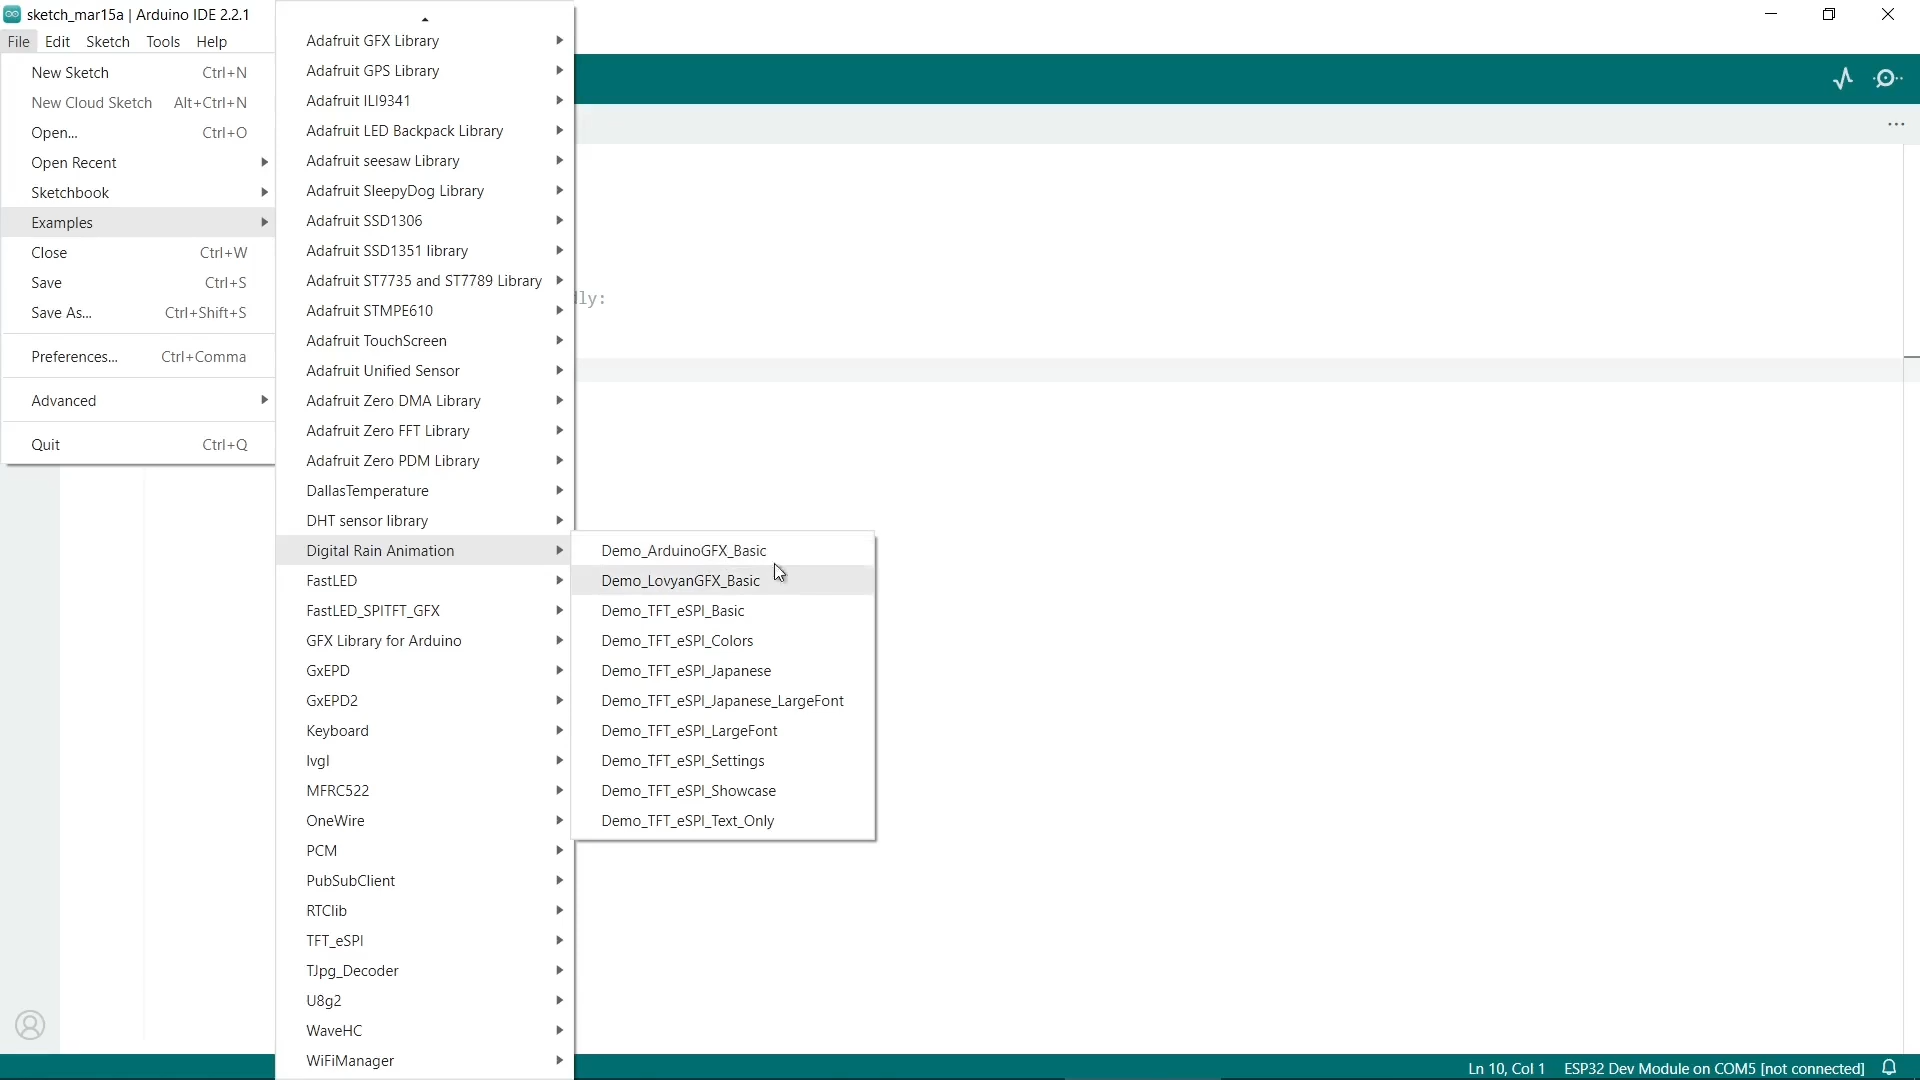 sketch_mar15a | Arduino IDE 2.2.1
File Edit Sketch Tools Help
New Sketch Ctrl+N
New Cloud Sketch Alt+Ctrl+N
Open... Ctrl+O
Open Recent
Sketchbook
Examples
Close Ctrl+W
Save Ctrl+S
Save As... Ctrl+Shift+S
Preferences... Ctrl+Comma
Advanced
Quit Ctrl+Q
Adafruit GFX Library
Adafruit GPS Library
Adafruit ILI9341
Adafruit LED Backpack Library
Adafruit seesaw Library
Adafruit SleepyDog Library
Adafruit SSD1306
Adafruit SSD1351 library
Adafruit ST7735 and ST7789 Library
Adafruit STMPE610
Adafruit TouchScreen
Adafruit Unified Sensor
Adafruit Zero DMA Library
Adafruit Zero FFT Library
Adafruit Zero PDM Library
DallasTemperature
DHT sensor library
Digital Rain Animation
FastLED
FastLED_SPITFT_GFX
GFX Library for Arduino
GxEPD
GxEPD2
Keyboard
lvgl
MFRC522
OneWire
PCM
PubSubClient
RTClib
TFT_eSPI
TJpg_Decoder
U8g2
WaveHC
WiFiManager
Demo_ArduinoGFX_Basic
Demo_LovyanGFX_Basic
Demo_TFT_eSPI_Basic
Demo_TFT_eSPI_Colors
Demo_TFT_eSPI_Japanese
Demo_TFT_eSPI_Japanese_LargeFont
Demo_TFT_eSPI_LargeFont
Demo_TFT_eSPI_Settings
Demo_TFT_eSPI_Showcase
Demo_TFT_eSPI_Text_Only
dly:
Ln 10, Col 1 ESP32 Dev Module on COM5 [not connected]